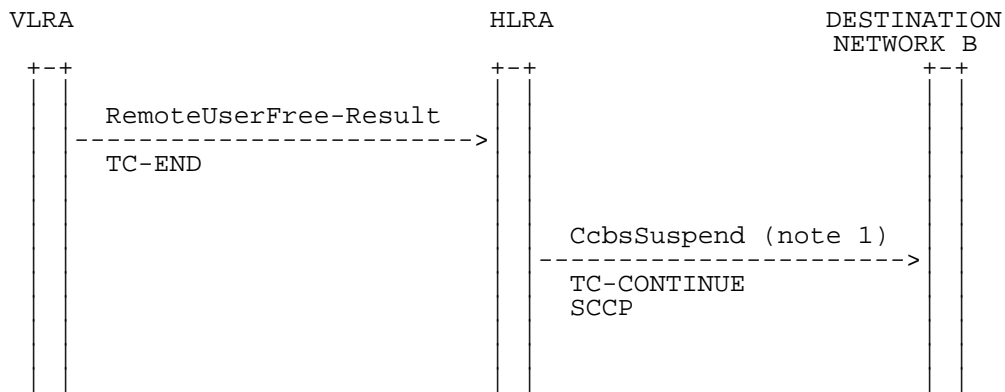 VLRA HLRA DESTINATION
NETWORK B
RemoteUserFree-Result
TC-END
CcbsSuspend (note 1)
TC-CONTINUE
SCCP